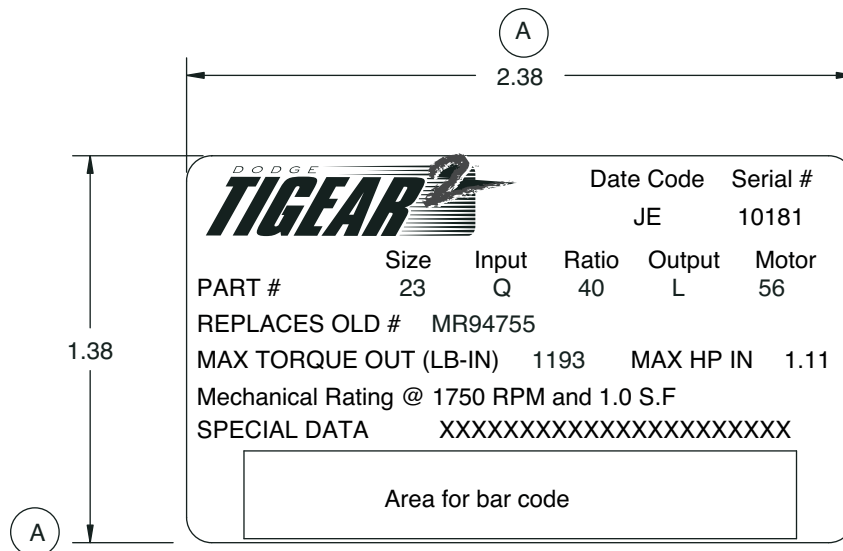 A
2.38
DODGE
TIGEAR 2
Date Code Serial #
JE 10181
Size Input Ratio Output Motor
PART # 23 Q 40 L 56
REPLACES OLD # MR94755
1.38
MAX TORQUE OUT (LB-IN) 1193 MAX HP IN 1.11
Mechanical Rating @ 1750 RPM and 1.0 S.F
SPECIAL DATA XXXXXXXXXXXXXXXXXXXXXX
Area for bar code
A